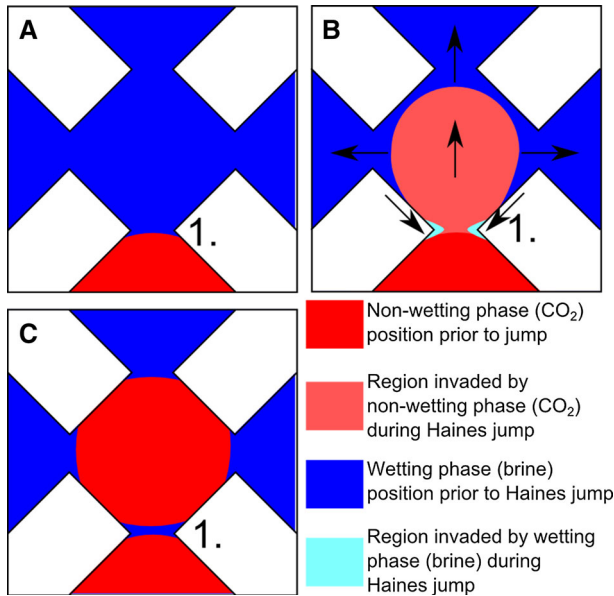 A
1.
B
1.
C
1.
Non-wetting phase (CO₂)
position prior to jump
Region invaded by
non-wetting phase (CO₂)
during Haines jump
Wetting phase (brine)
position prior to Haines jump
Region invaded by wetting
phase (brine) during
Haines jump